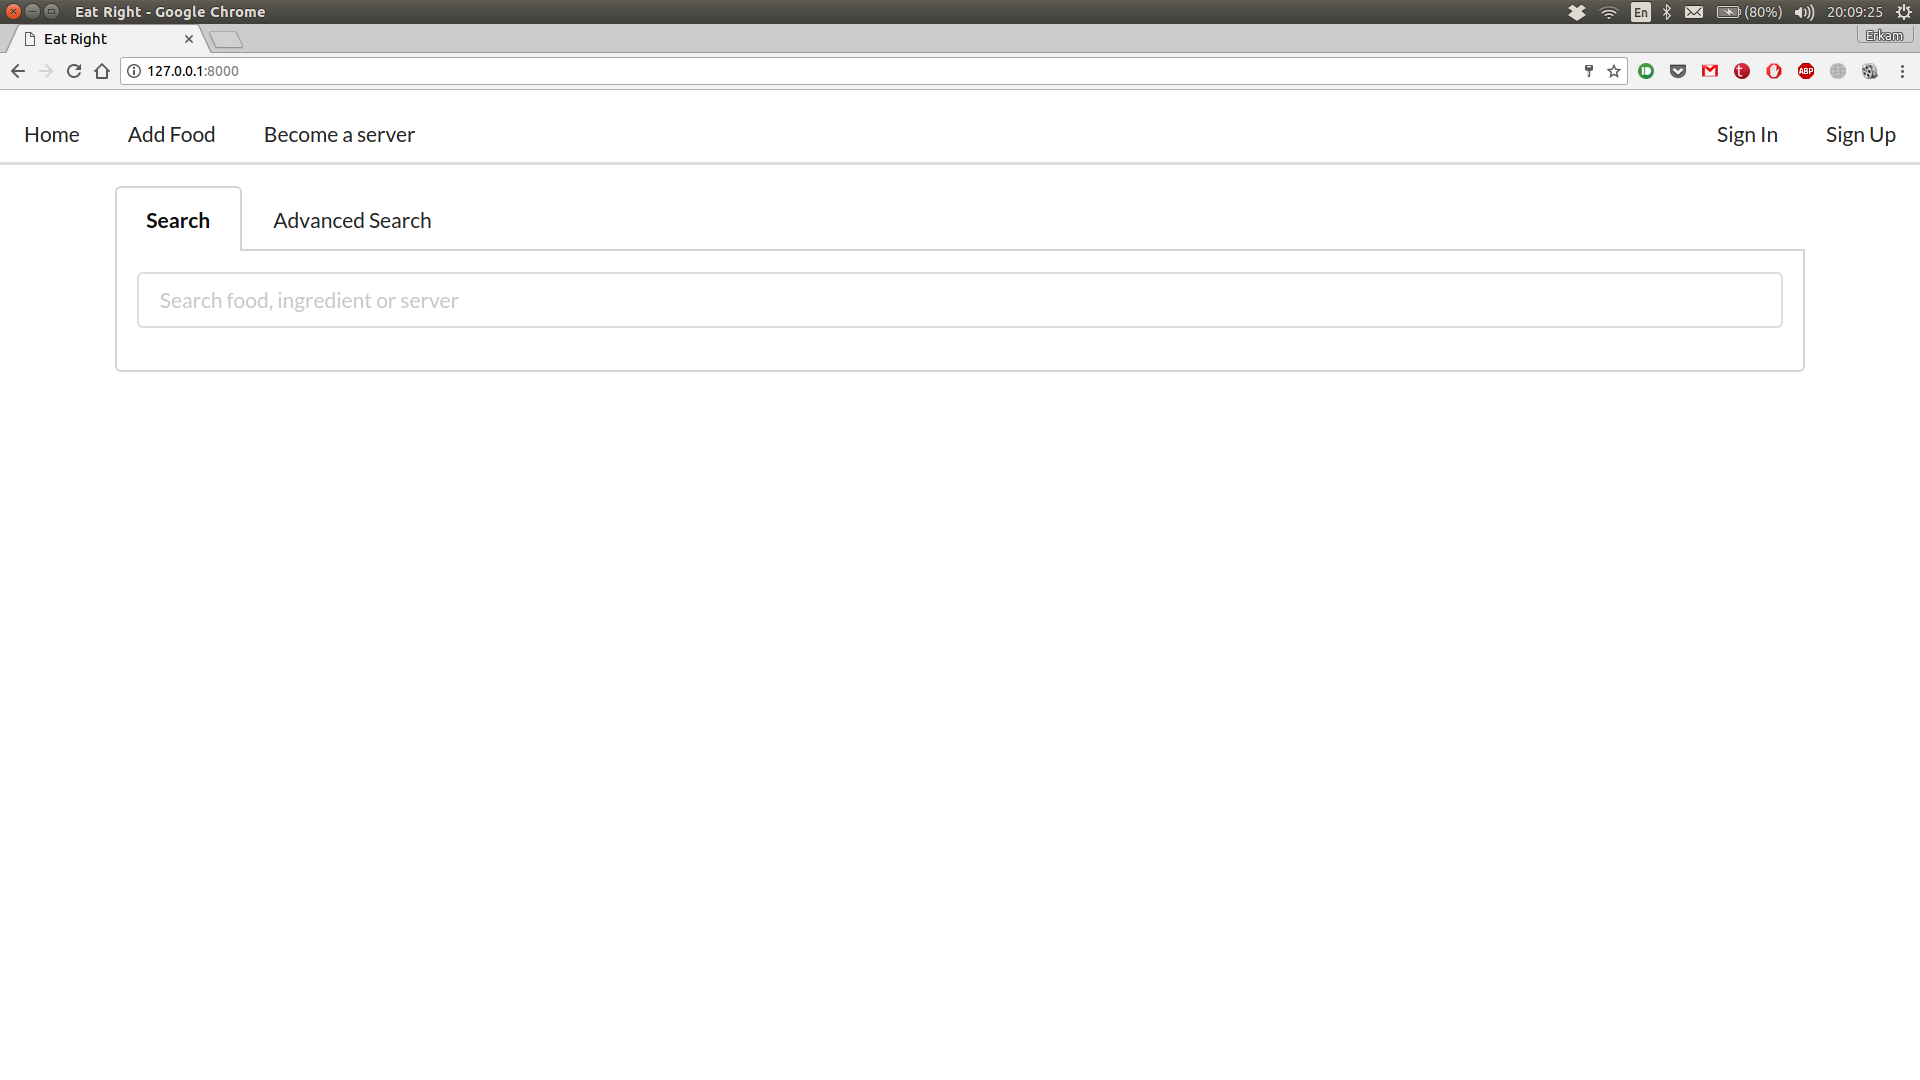 Eat Right - Google Chrome
En
(80%)
20:09:25
Eat Right
Erkam
127.0.0.1:8000
ABP
Home
Add Food
Become a server
Sign In
Sign Up
Search
Advanced Search
Search food, ingredient or server